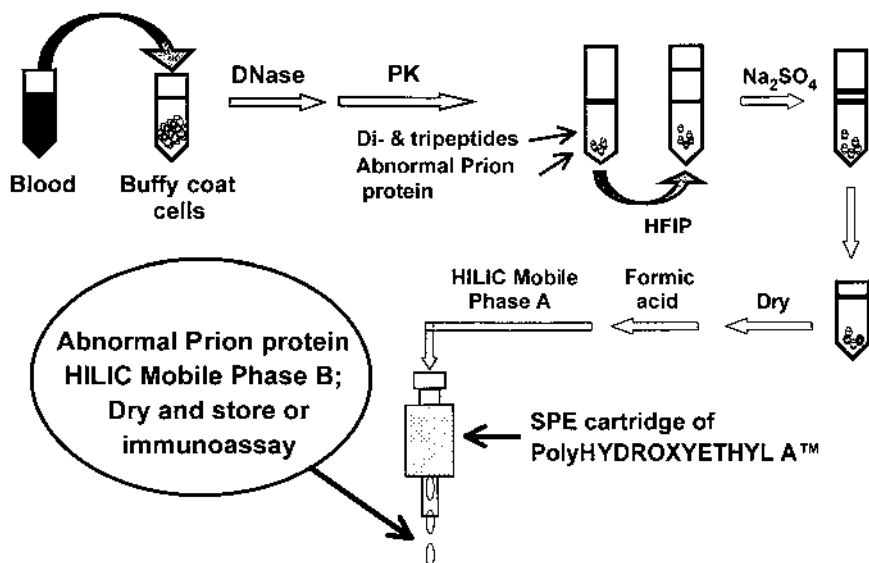 DNase
PK
Na₂SO₄
Blood
Buffy coat
cells
Di- & tripeptides
Abnormal Prion
protein
HFIP
HILIC Mobile
Phase A
Formic
acid
Dry
Abnormal Prion protein
HILIC Mobile Phase B;
Dry and store or
immunoassay
SPE cartridge of
PolyHYDROXYETHYL A™